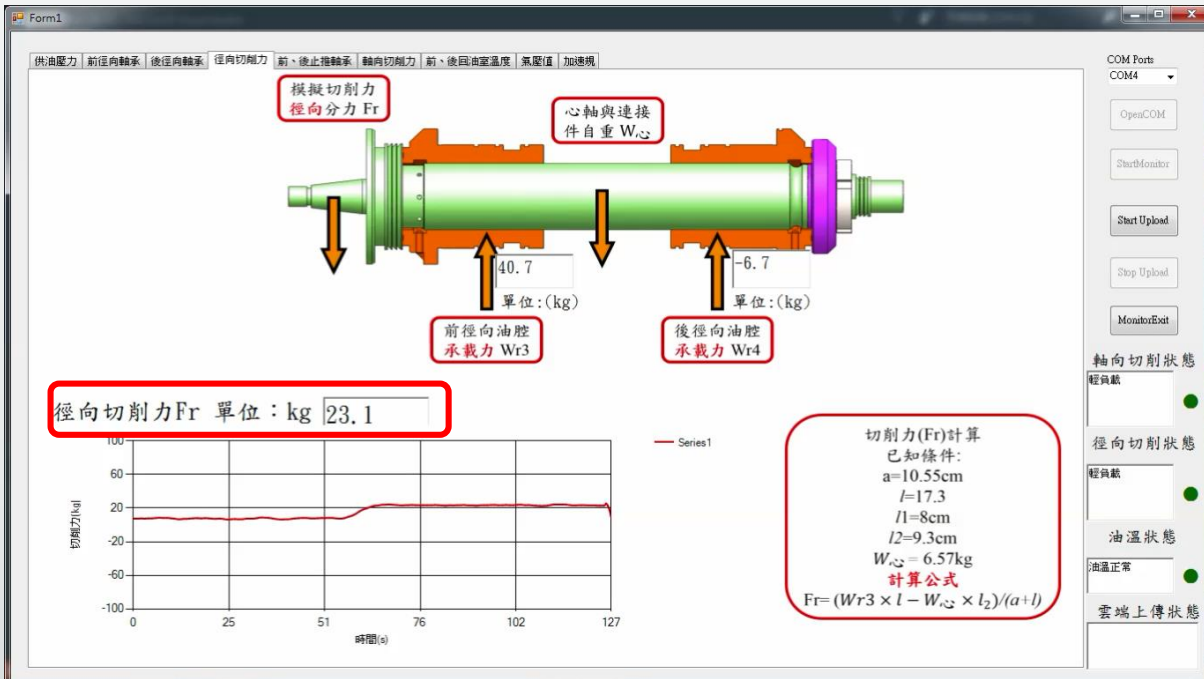 Form1
供油壓力 前徑向軸承 後徑向軸承 徑向切削力 前、後止推軸承 軸向切削力 前、後回油室溫度 氣壓值 加速規
模擬切削力
徑向分力 Fr
心軸與連接
件自重 W心
40.7
單位:(kg)
-6.7
單位:(kg)
前徑向油腔
承載力 Wr3
後徑向油腔
承載力 Wr4
徑向切削力Fr 單位：kg 23.1
切削力(kg)
100
60
20
-20
-60
-100
0 25 51 76 102 127
時間(s)
Series1
切削力(Fr)計算
已知條件:
a=10.55cm
l=17.3
l1=8cm
l2=9.3cm
W心= 6.57kg
計算公式
Fr= (Wr3 × l − W心 × l₂)/(a+l)
COM Ports
COM4
OpenCOM
StartMonitor
Start Upload
Stop Upload
MonitorExit
軸向切削狀態
輕負載
徑向切削狀態
輕負載
油溫狀態
油溫正常
雲端上傳狀態